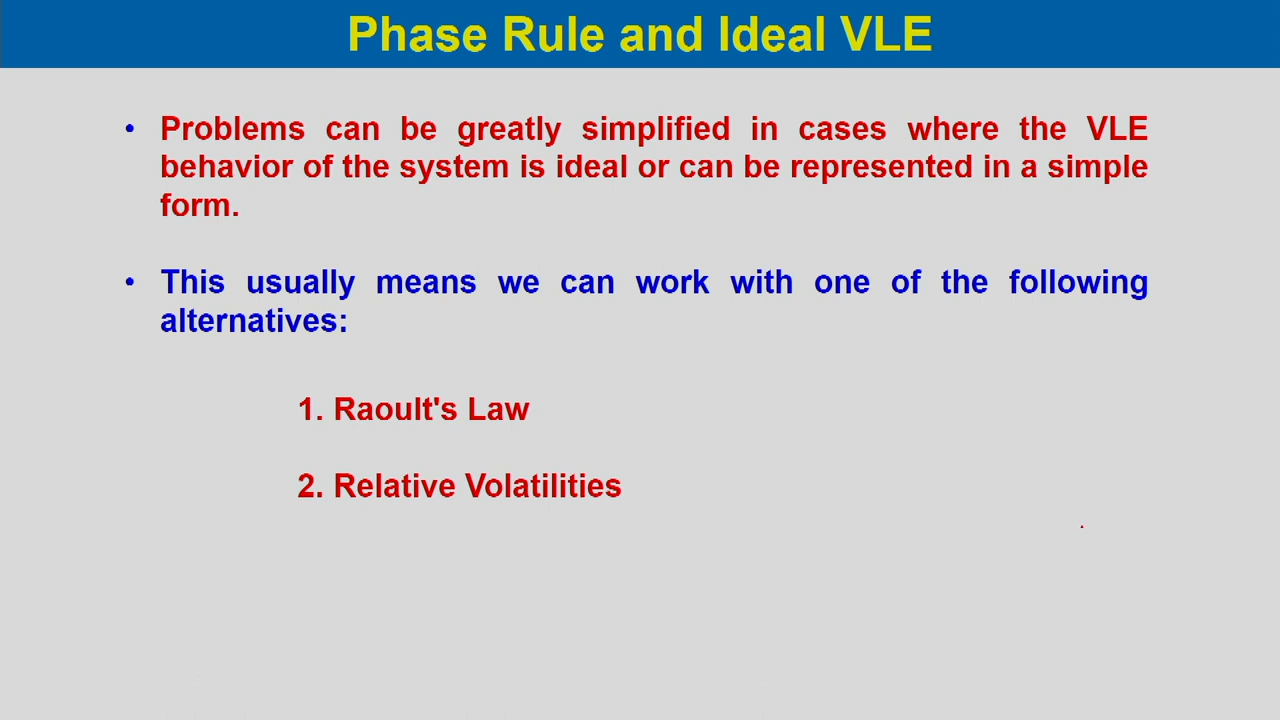 Phase Rule and Ideal VLE
• Problems can be greatly simplified in cases where the VLE
behavior of the system is ideal or can be represented in a simple
form.
• This usually means we can work with one of the following
alternatives:
1. Raoult's Law
2. Relative Volatilities